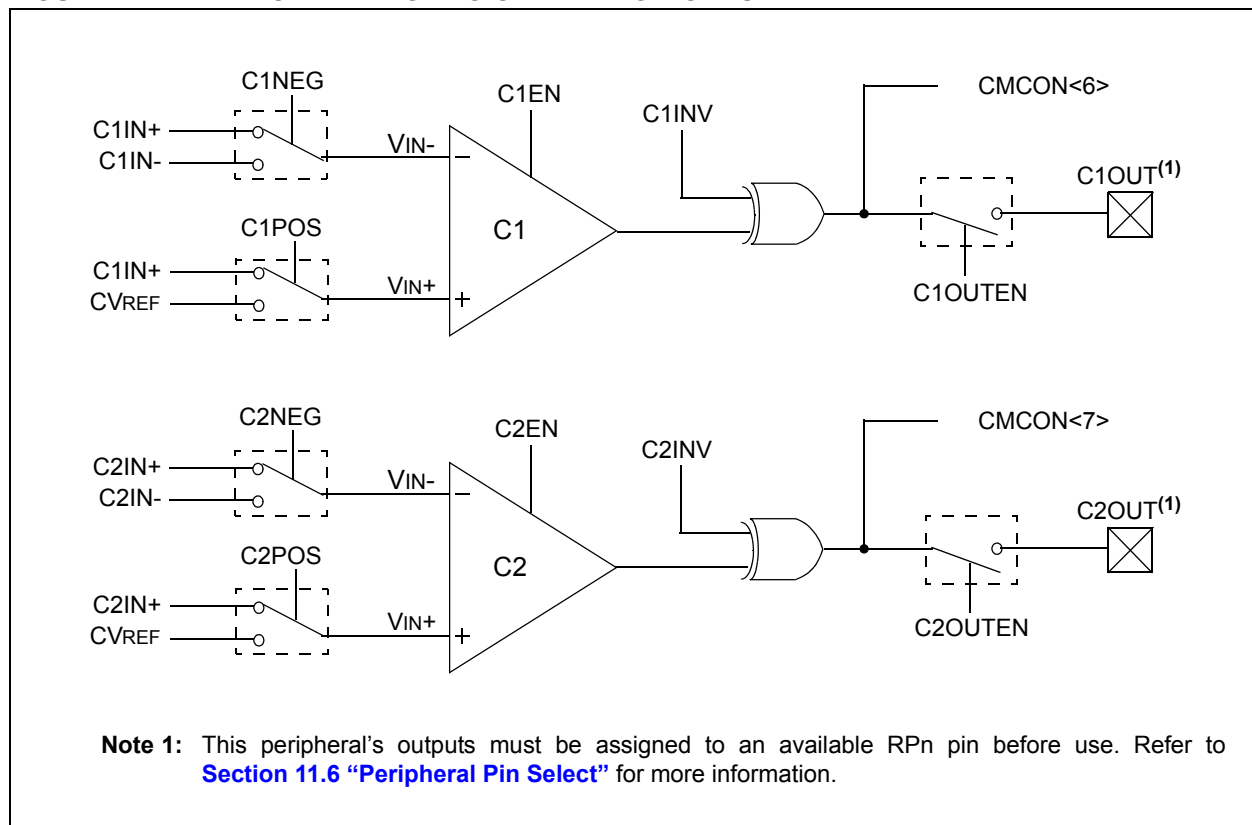 C1NEG
C1EN
C1INV
CMCON<6>
C1IN+
C1IN-
VIN-
C1OUT(1)
–
C1POS
C1
C1IN+
CVREF
VIN+
+
C1OUTEN
C2NEG
C2EN
C2INV
CMCON<7>
C2IN+
C2IN-
VIN-
C2OUT(1)
–
C2POS
C2
C2IN+
CVREF
VIN+
+
C2OUTEN
Note 1: This peripheral's outputs must be assigned to an available RPn pin before use. Refer to
Section 11.6 “Peripheral Pin Select” for more information.